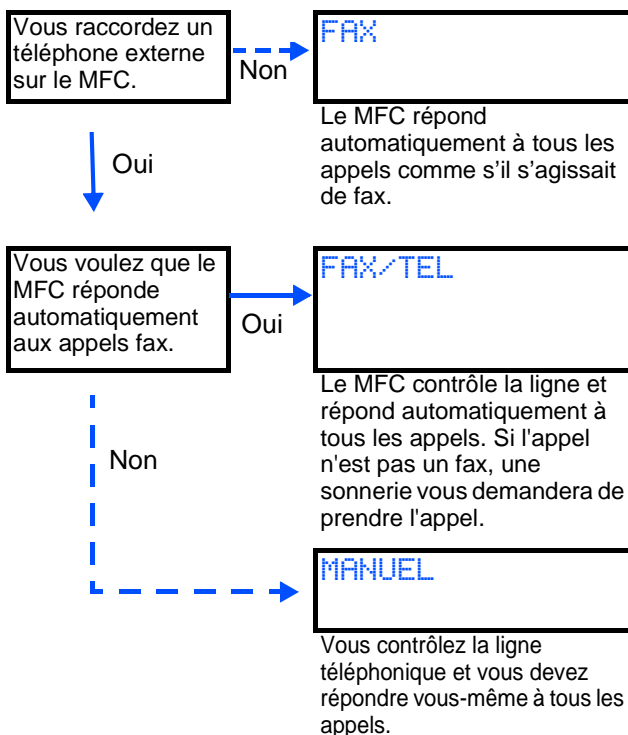 Vous raccordez un
téléphone externe
sur le MFC.
Non
FAX
Le MFC répond
automatiquement à tous les
appels comme s’il s’agissait
de fax.
Oui
Vous voulez que le
MFC réponde
automatiquement
aux appels fax.
Oui
FAX/TEL
Le MFC contrôle la ligne et
répond automatiquement à
tous les appels. Si l'appel
n'est pas un fax, une
sonnerie vous demandera de
prendre l'appel.
Non
MANUEL
Vous contrôlez la ligne
téléphonique et vous devez
répondre vous-même à tous les
appels.